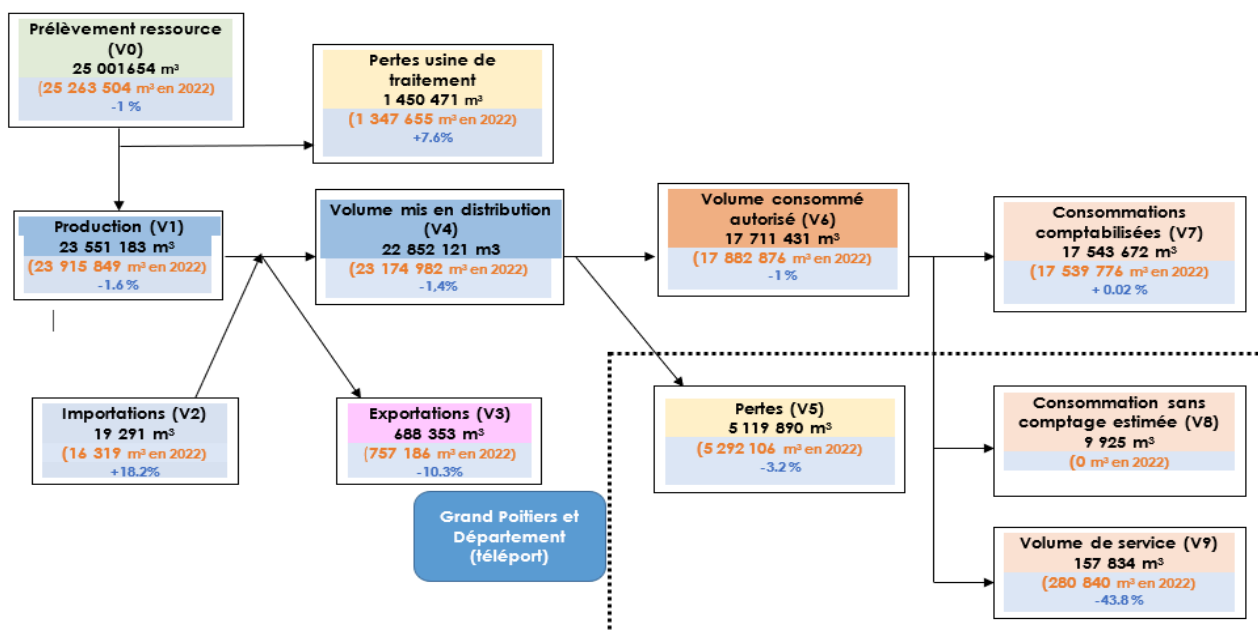 Prélèvement ressource
(V0)
25 001654 m³
(25 263 504 m³ en 2022)
-1 %
Pertes usine de
traitement
1 450 471 m³
(1 347 655 m³ en 2022)
+7.6%
Production (V1)
23 551 183 m³
(23 915 849 m³ en 2022)
-1.6%
Volume mis en distribution
(V4)
22 852 121 m3
(23 174 982 m³ en 2022)
-1,4%
Volume consommé
autorisé (V6)
17 711 431 m³
(17 882 876 m³ en 2022)
-1 %
Consommations
comptabilisées (V7)
17 543 672 m³
(17 539 776 m³ en 2022)
+ 0.02 %
Importations (V2)
19 291 m³
(16 319 m³ en 2022)
+18.2%
Exportations (V3)
688 353 m³
(757 186 m³ en 2022)
-10.3%
Pertes (V5)
5 119 890 m³
(5 292 106 m³ en 2022)
-3.2 %
Consommation sans
comptage estimée (V8)
9 925 m³
(0 m³ en 2022)
Grand Poitiers et
Département
(téléport)
Volume de service (V9)
157 834 m³
(280 840 m³ en 2022)
-43.8%